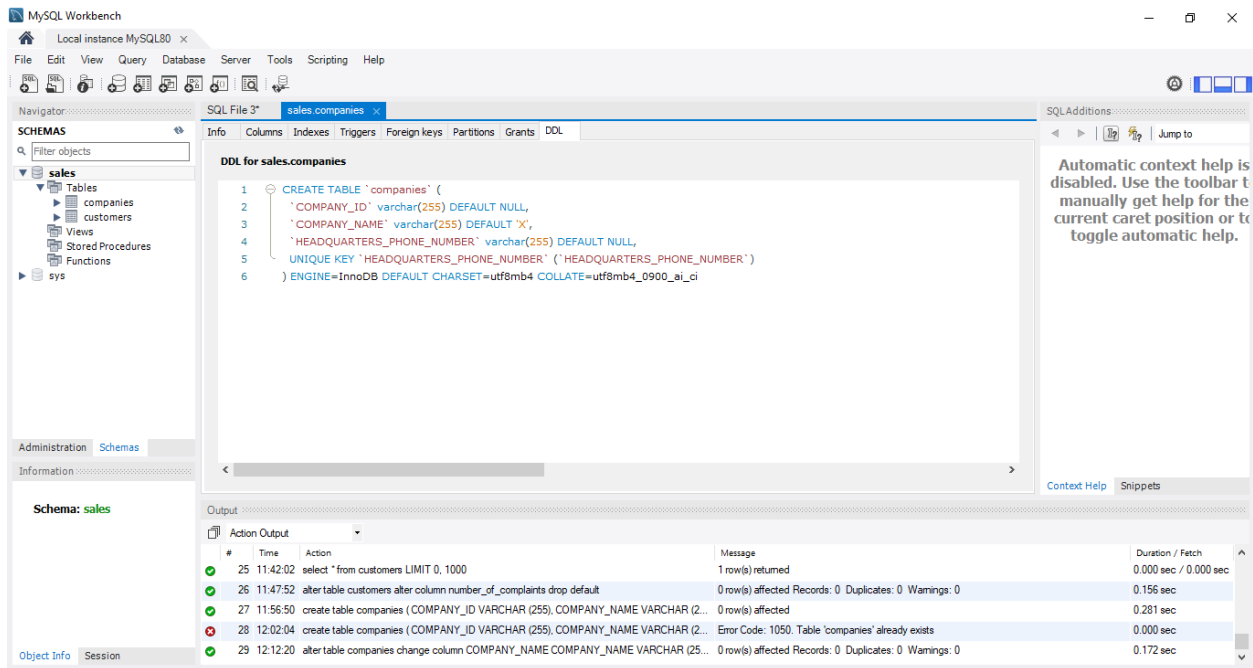 MySQL Workbench
Local instance MySQL80
File Edit View Query Database Server Tools Scripting Help
Navigator
SCHEMAS
Filter objects
sales
Tables
companies
customers
Views
Stored Procedures
Functions
sys
Administration Schemas
Information
Schema: sales
Object Info Session
SQL File 3* sales.companies
Info Columns Indexes Triggers Foreign keys Partitions Grants DDL
DDL for sales.companies
1 CREATE TABLE `companies` (
2 `COMPANY_ID` varchar(255) DEFAULT NULL,
3 `COMPANY_NAME` varchar(255) DEFAULT 'X',
4 `HEADQUARTERS_PHONE_NUMBER` varchar(255) DEFAULT NULL,
5 UNIQUE KEY `HEADQUARTERS_PHONE_NUMBER` (`HEADQUARTERS_PHONE_NUMBER`)
6 ) ENGINE=InnoDB DEFAULT CHARSET=utf8mb4 COLLATE=utf8mb4_0900_ai_ci
SQLAdditions
Jump to
Automatic context help is
disabled. Use the toolbar t
manually get help for the
current caret position or to
toggle automatic help.
Context Help Snippets
Output
Action Output
# Time Action Message Duration / Fetch
25 11:42:02 select * from customers LIMIT 0, 1000 1 row(s) returned 0.000 sec / 0.000 sec
26 11:47:52 alter table customers alter column number_of_complaints drop default 0 row(s) affected Records: 0 Duplicates: 0 Warnings: 0 0.156 sec
27 11:56:50 create table companies ( COMPANY_ID VARCHAR (255), COMPANY_NAME VARCHAR (2... 0 row(s) affected 0.281 sec
28 12:02:04 create table companies ( COMPANY_ID VARCHAR (255), COMPANY_NAME VARCHAR (2... Error Code: 1050. Table 'companies' already exists 0.000 sec
29 12:12:20 alter table companies change column COMPANY_NAME COMPANY_NAME VARCHAR (25... 0 row(s) affected Records: 0 Duplicates: 0 Warnings: 0 0.172 sec